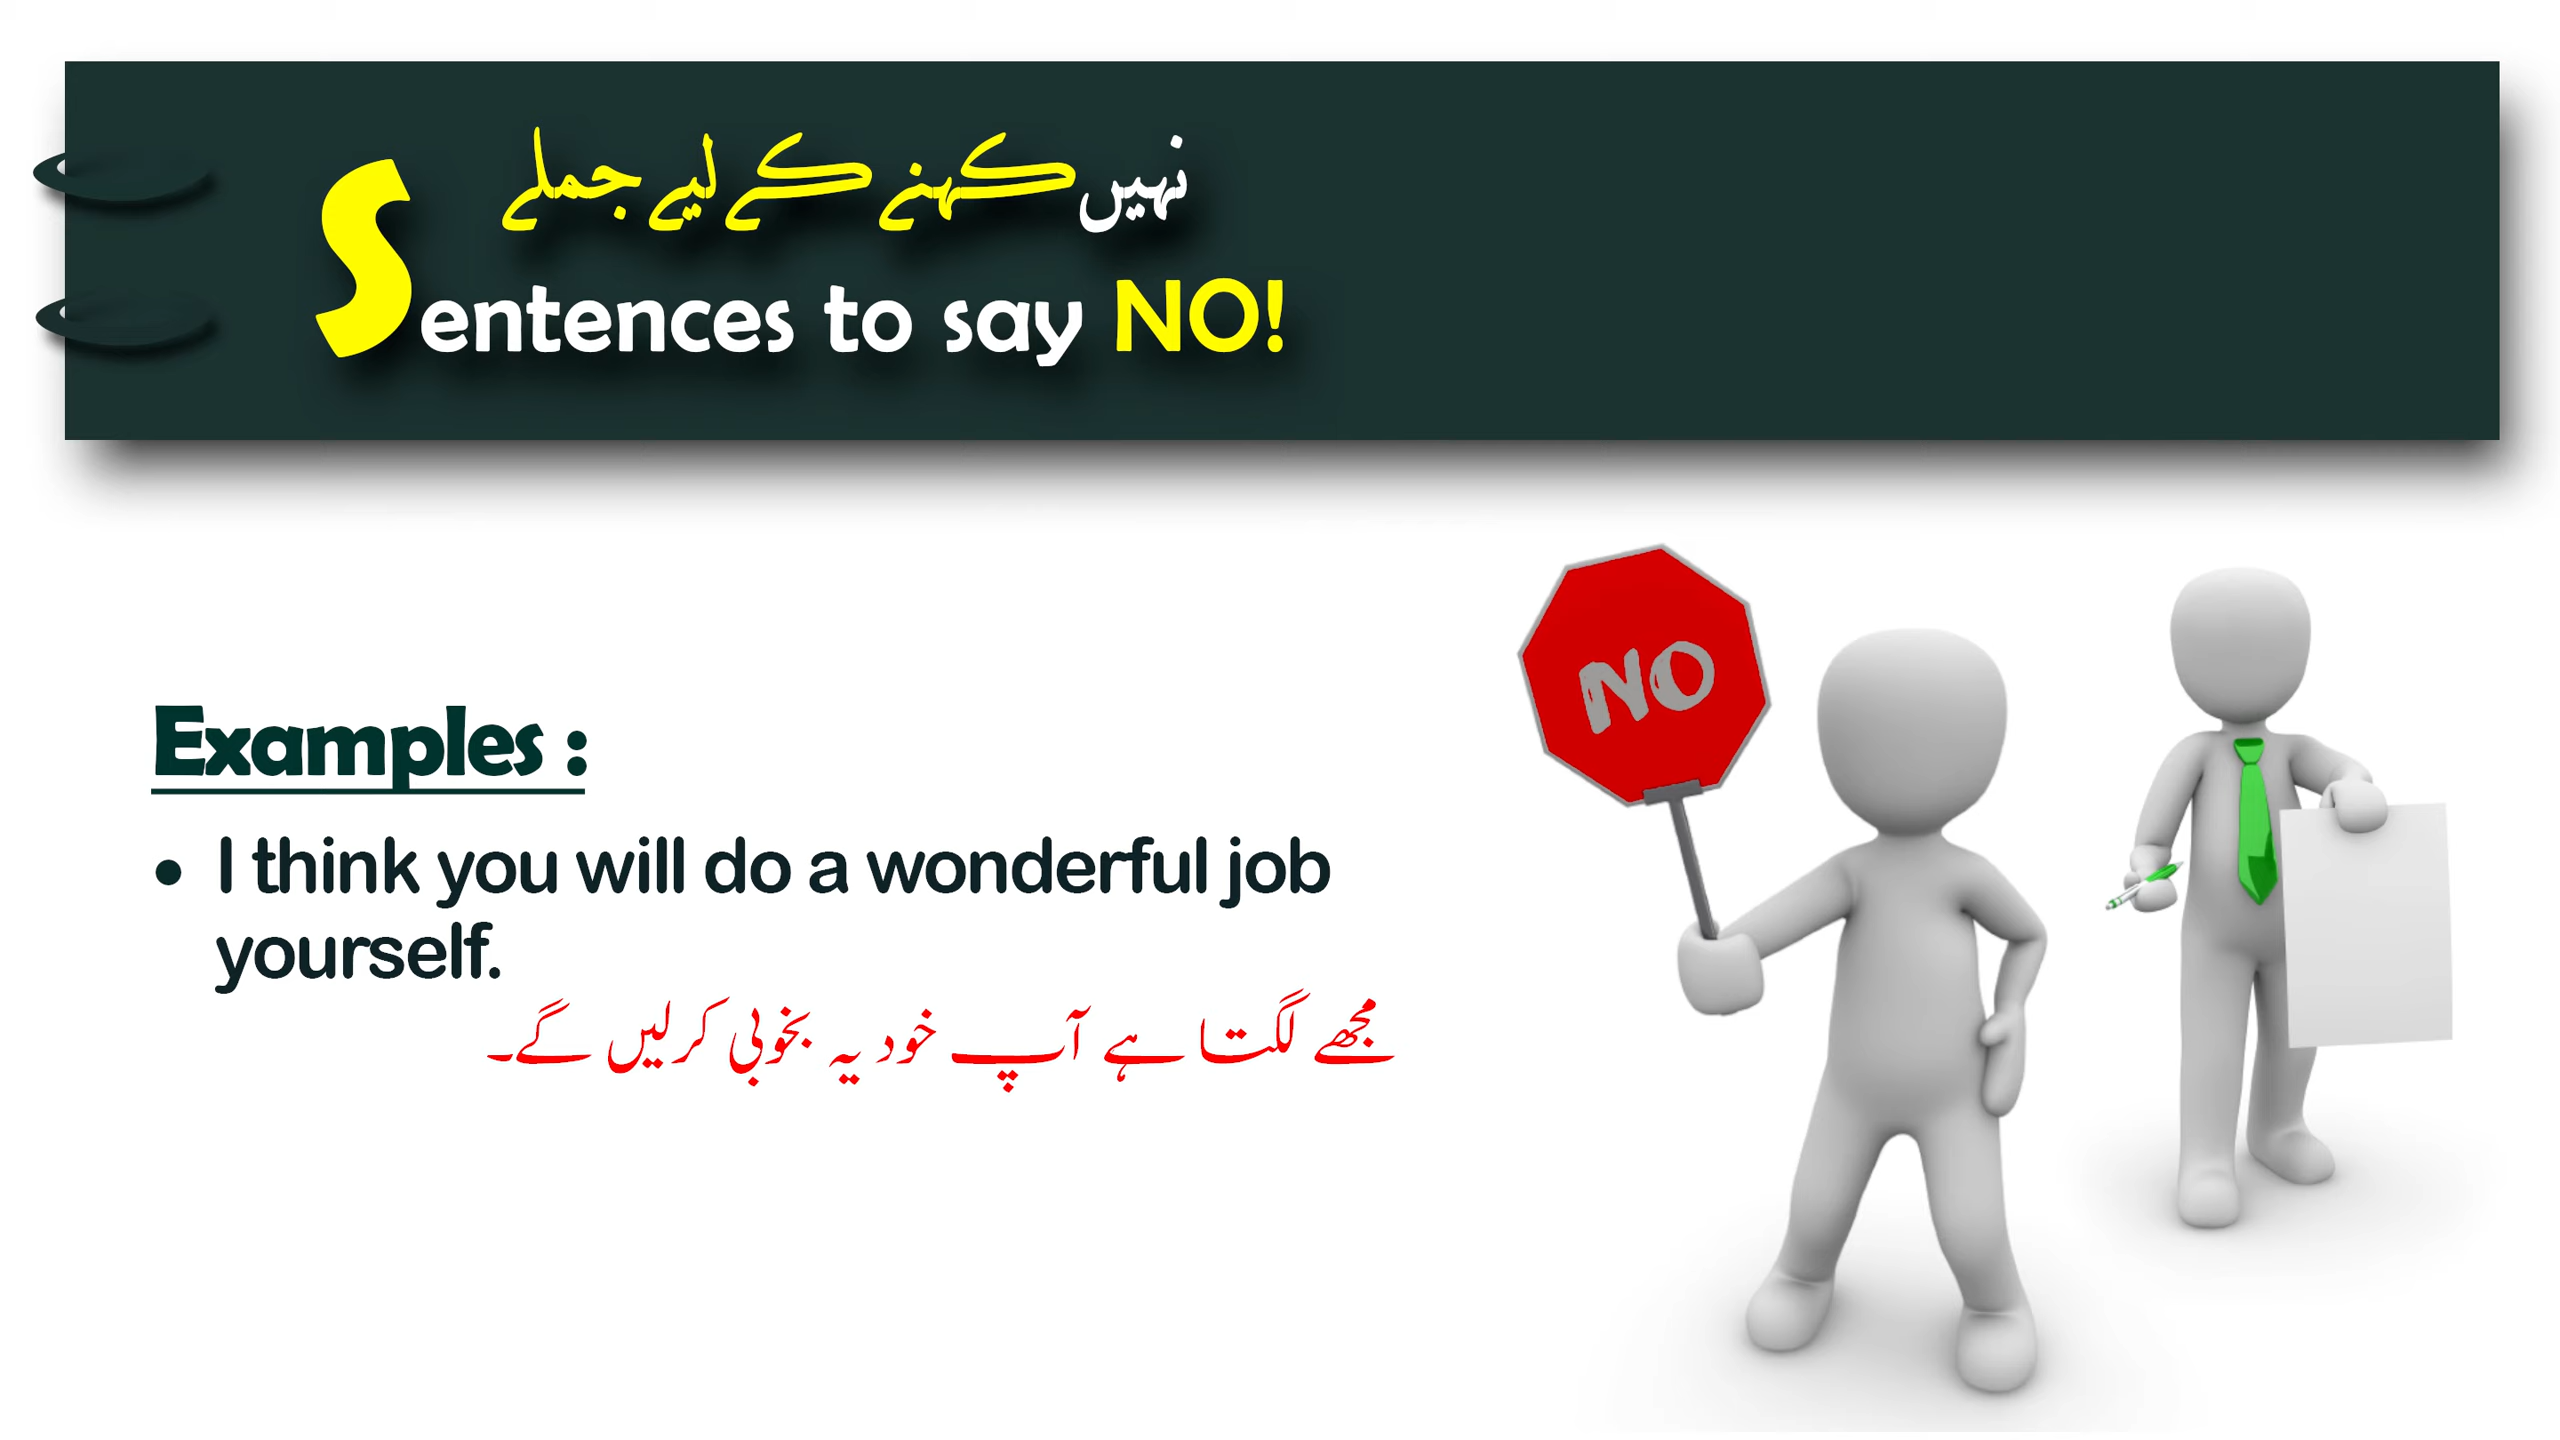 نہیں کہنے کے لیے جملے
Sentences to say NO!
NO
Examples :
• I think you will do a wonderful job
yourself.
مجھے لگتا ہے آپ خود یہ بخوبی کرلیں گے۔